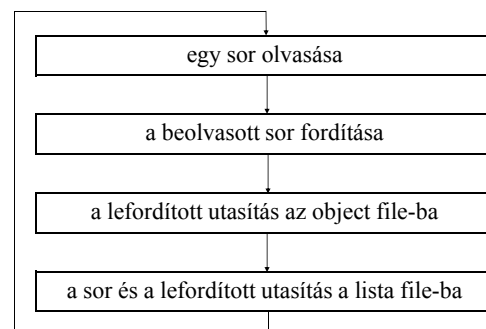 egy sor olvasása
a beolvasott sor fordítása
a lefordított utasítás az object file-ba
a sor és a lefordított utasítás a lista file-ba